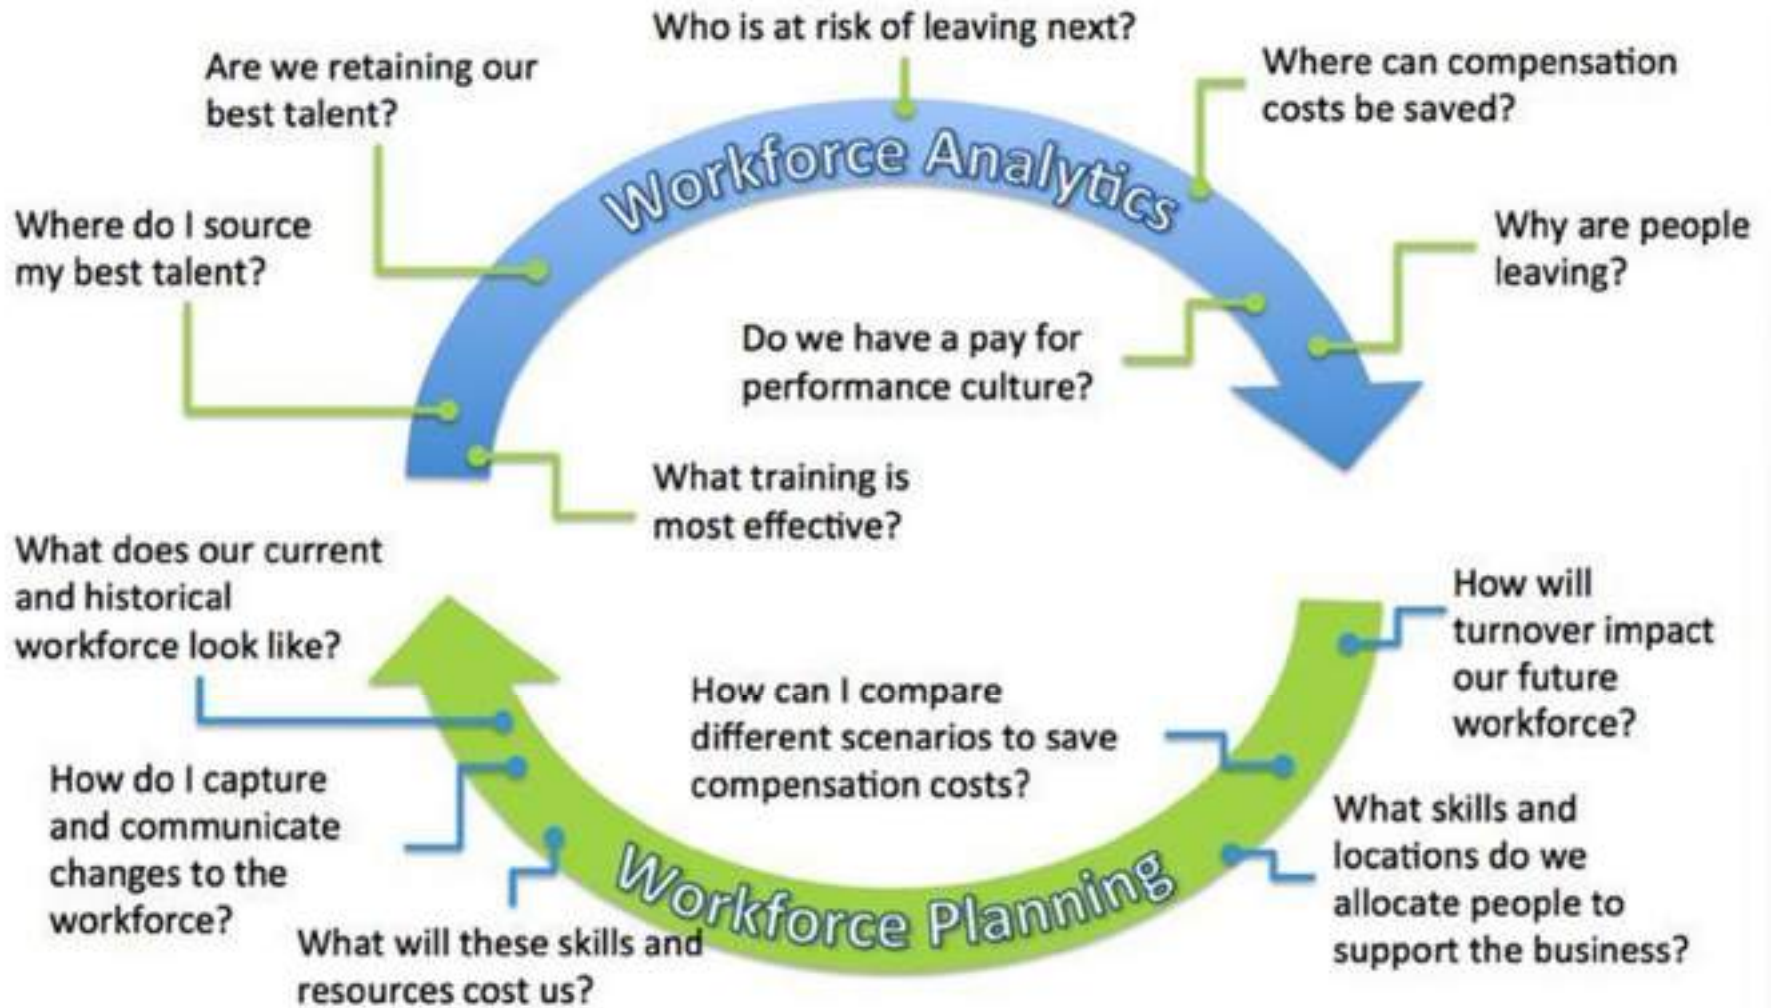 Who is at risk of leaving next?
Are we retaining our
best talent?
Where can compensation
costs be saved?
Workforce Analytics
Where do I source
my best talent?
Why are people
leaving?
Do we have a pay for
performance culture?
What training is
most effective?
What does our current
and historical
workforce look like?
How will
turnover impact
our future
workforce?
How can I compare
different scenarios to save
compensation costs?
How do I capture
and communicate
changes to the
workforce?
What skills and
locations do we
allocate people to
support the business?
Workforce Planning
What will these skills and
resources cost us?